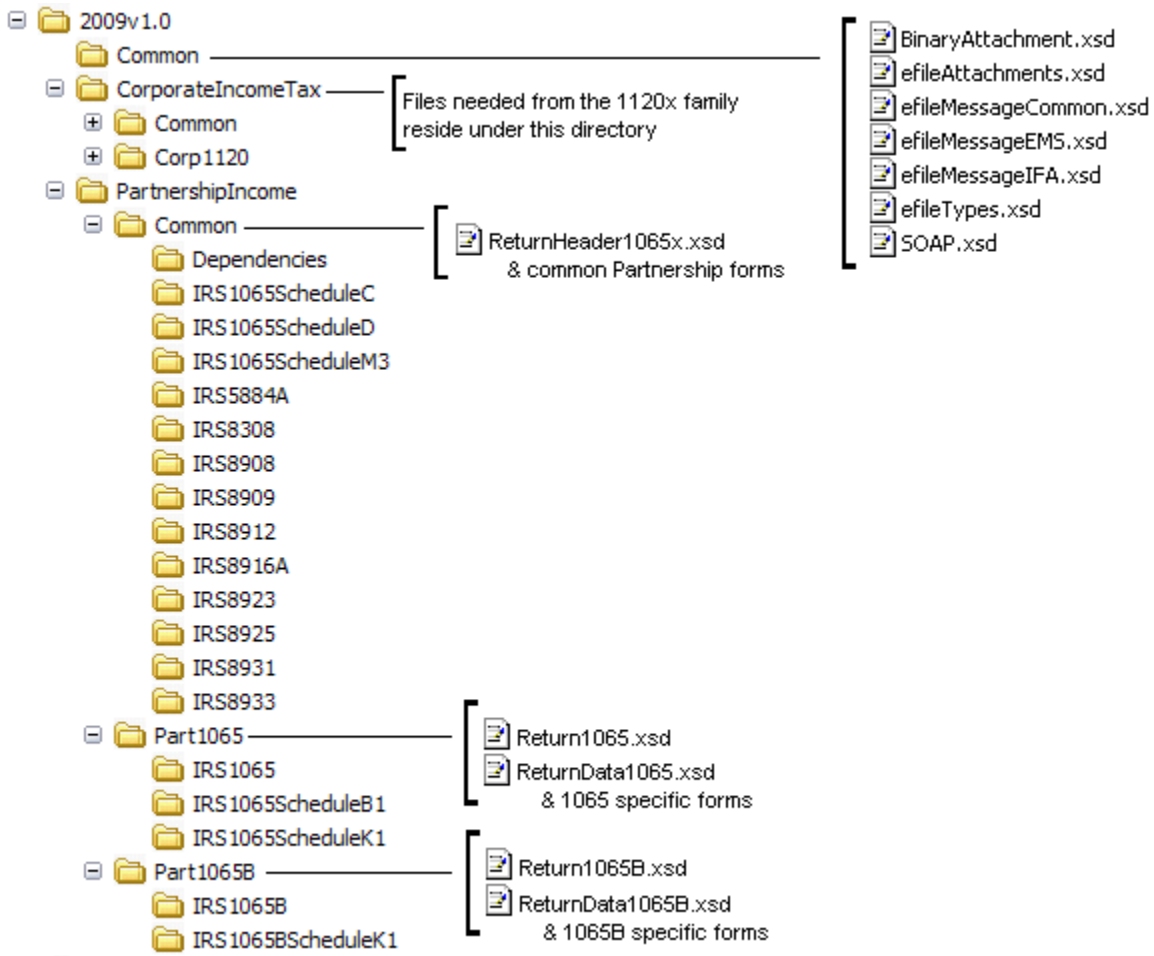 2009v1.0
Common
BinaryAttachment.xsd
efileAttachments.xsd
efileMessageCommon.xsd
efileMessageEMS.xsd
efileMessageIFA.xsd
efileTypes.xsd
SOAP.xsd
CorporateIncomeTax
Files needed from the 1120x family
reside under this directory
Common
Corp1120
PartnershipIncome
Common
ReturnHeader1065x.xsd
& common Partnership forms
Dependencies
IRS1065ScheduleC
IRS1065ScheduleD
IRS1065ScheduleM3
IRS5884A
IRS8308
IRS8908
IRS8909
IRS8912
IRS8916A
IRS8923
IRS8925
IRS8931
IRS8933
Part1065
Return1065.xsd
ReturnData1065.xsd
& 1065 specific forms
IRS1065
IRS1065ScheduleB1
IRS1065ScheduleK1
Part1065B
Return1065B.xsd
ReturnData1065B.xsd
& 1065B specific forms
IRS1065B
IRS1065BScheduleK1